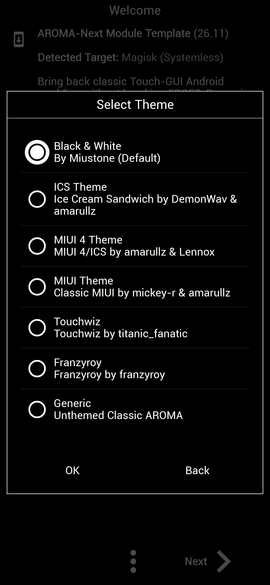 Welcome
AROMA-Next Module Template (26.11)
Detected Target: Magisk (Systemless)
Bring back classic Touch-GUI Android
Select Theme
Black & White
By Miustone (Default)
ICS Theme
Ice Cream Sandwich by DemonWav &
amarullz
MIUI 4 Theme
MIUI 4/ICS by amarullz & Lennox
MIUI Theme
Classic MIUI by mickey-r & amarullz
Touchwiz
Touchwiz by titanic_fanatic
Franzyroy
Franzyroy by franzyroy
Generic
Unthemed Classic AROMA
OK
Back
Next